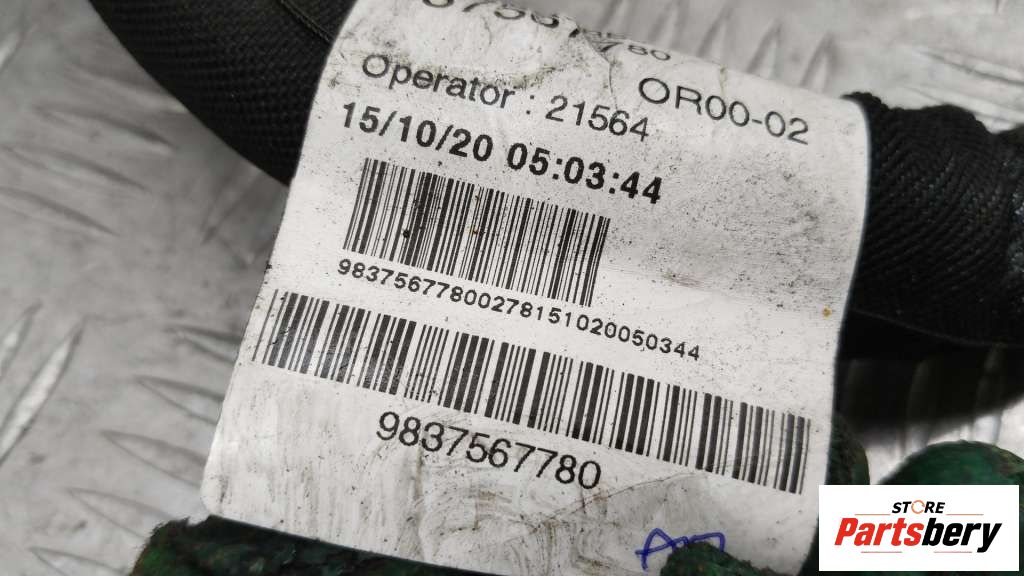 OR00-02
Operator : 21564
15/10/20 05:03:44
98375677800278151020050344
9837567780
STORE
Partsbery